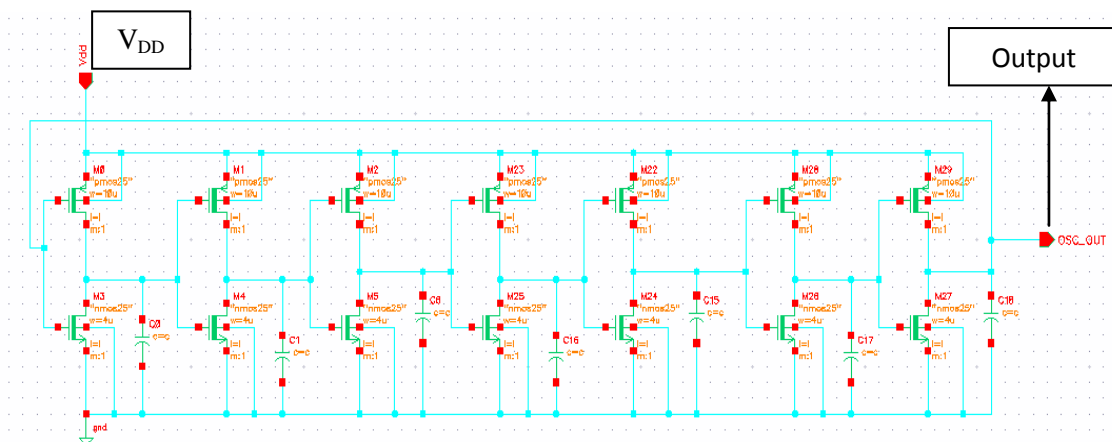 V_DD
Output
Vdd
M0
"pmos25"
w=10u
l=l
m:1
M1
"pmos25"
w=10u
l=l
m:1
M2
"pmos25"
w=10u
l=l
m:1
M23
"pmos25"
w=10u
l=l
m:1
M22
"pmos25"
w=10u
l=l
m:1
M28
"pmos25"
w=10u
l=l
m:1
M29
"pmos25"
w=10u
l=l
m:1
OSC_OUT
M3
"nmos25"
w=4u
l=l
m:1
C0
c=c
M4
"nmos25"
w=4u
l=l
m:1
C1
c=c
M5
"nmos25"
w=4u
l=l
m:1
c=c
M25
"nmos25"
w=4u
l=l
m:1
C16
c=c
M24
"nmos25"
w=4u
l=l
m:1
C15
c=c
M26
"nmos25"
w=4u
l=l
m:1
C17
c=c
M27
"nmos25"
w=4u
l=l
m:1
C18
c=c
gnd